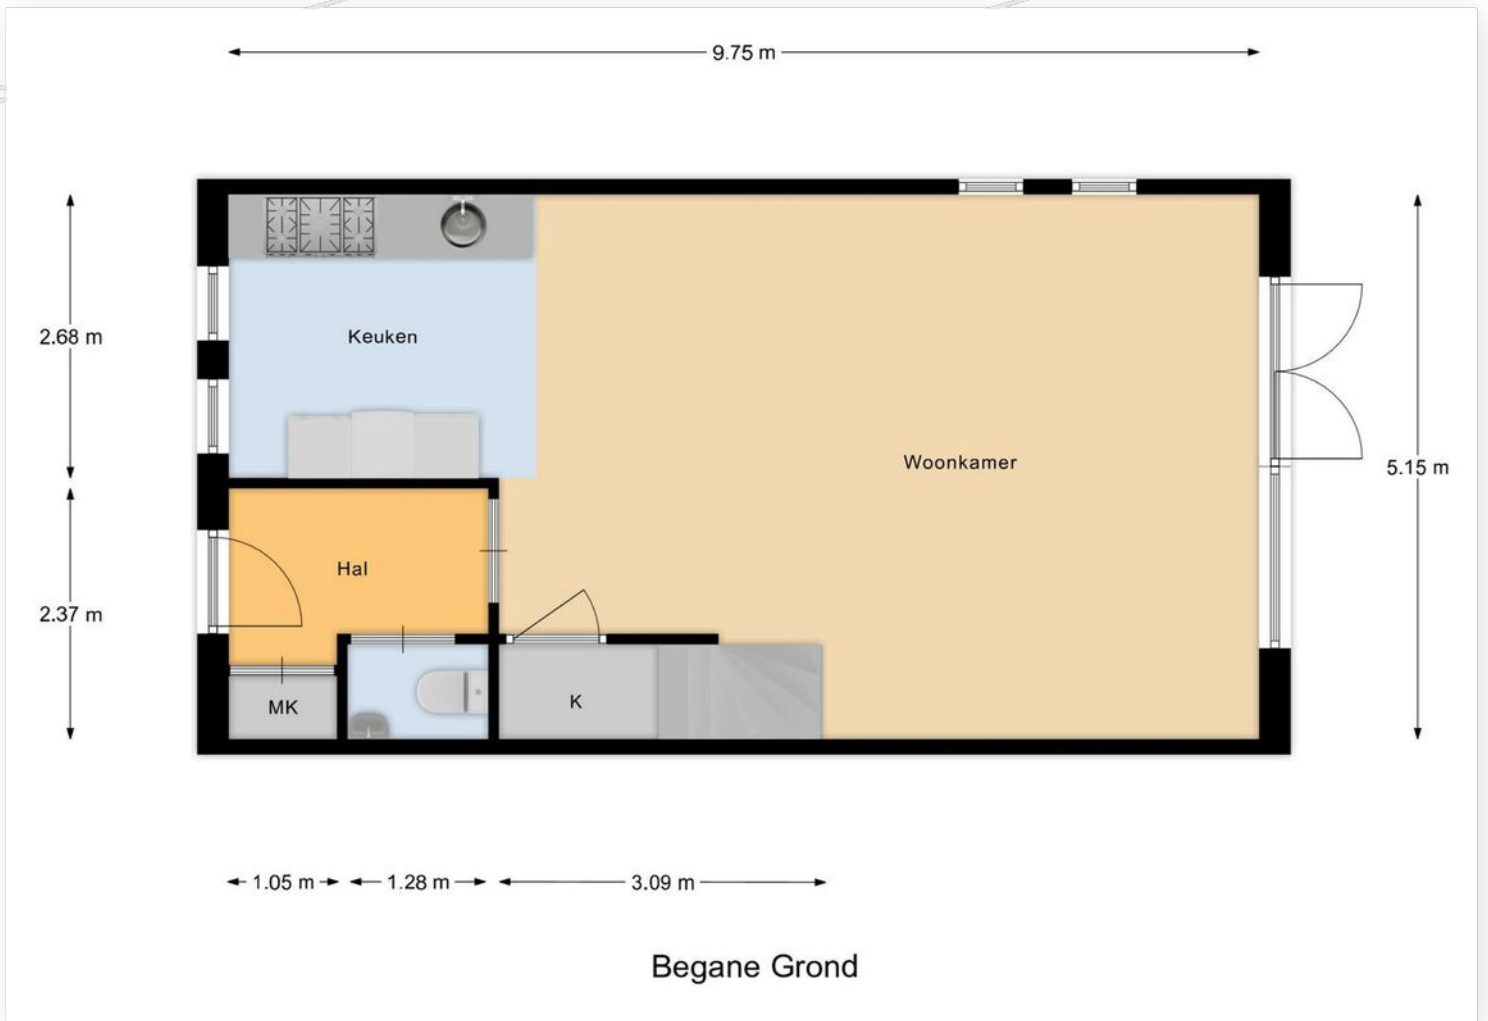 9.75 m
2.68 m
Keuken
Woonkamer
5.15 m
Hal
2.37 m
MK
K
1.05 m
1.28 m
3.09 m
Begane Grond